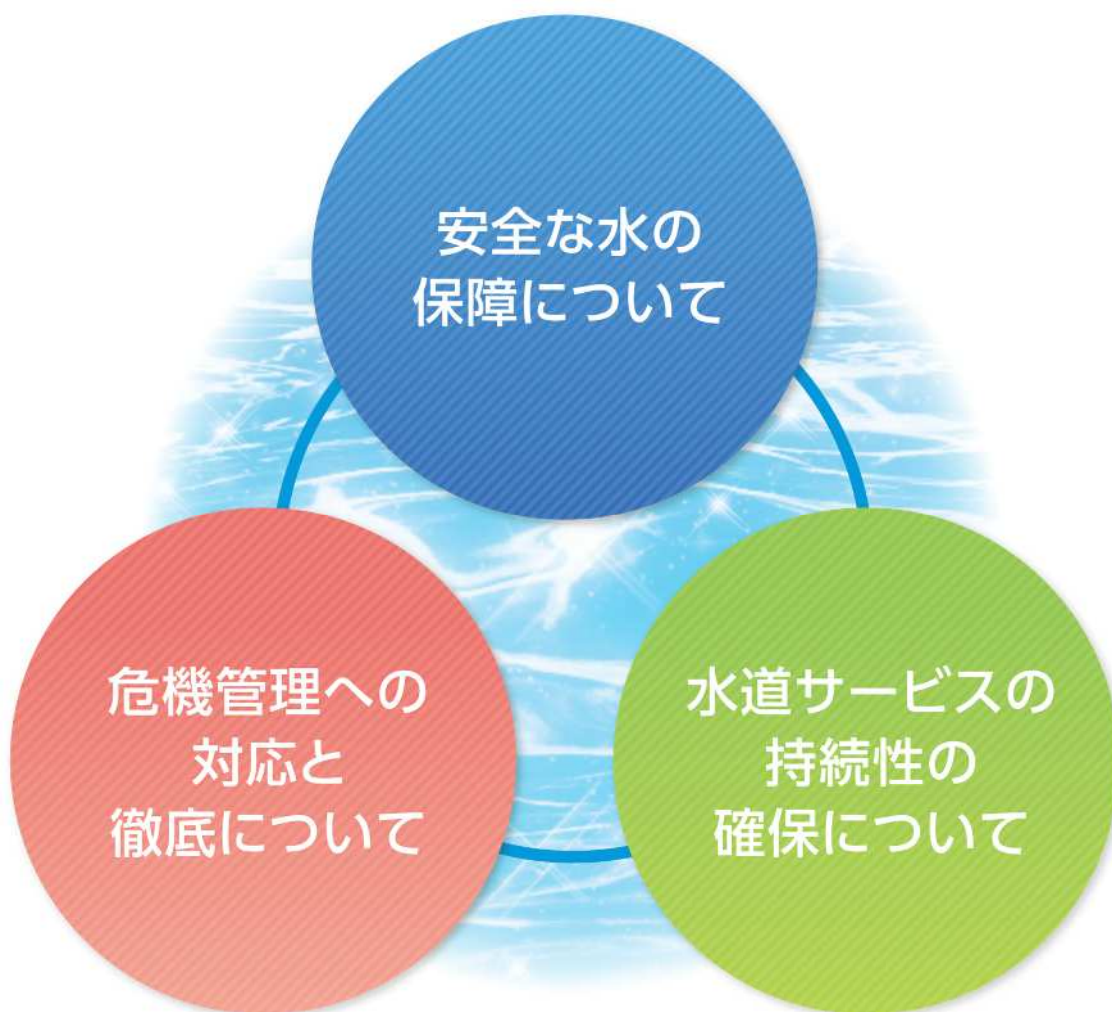 安全な水の
保障について
危機管理への
対応と
徹底について
水道サービスの
持続性の
確保について